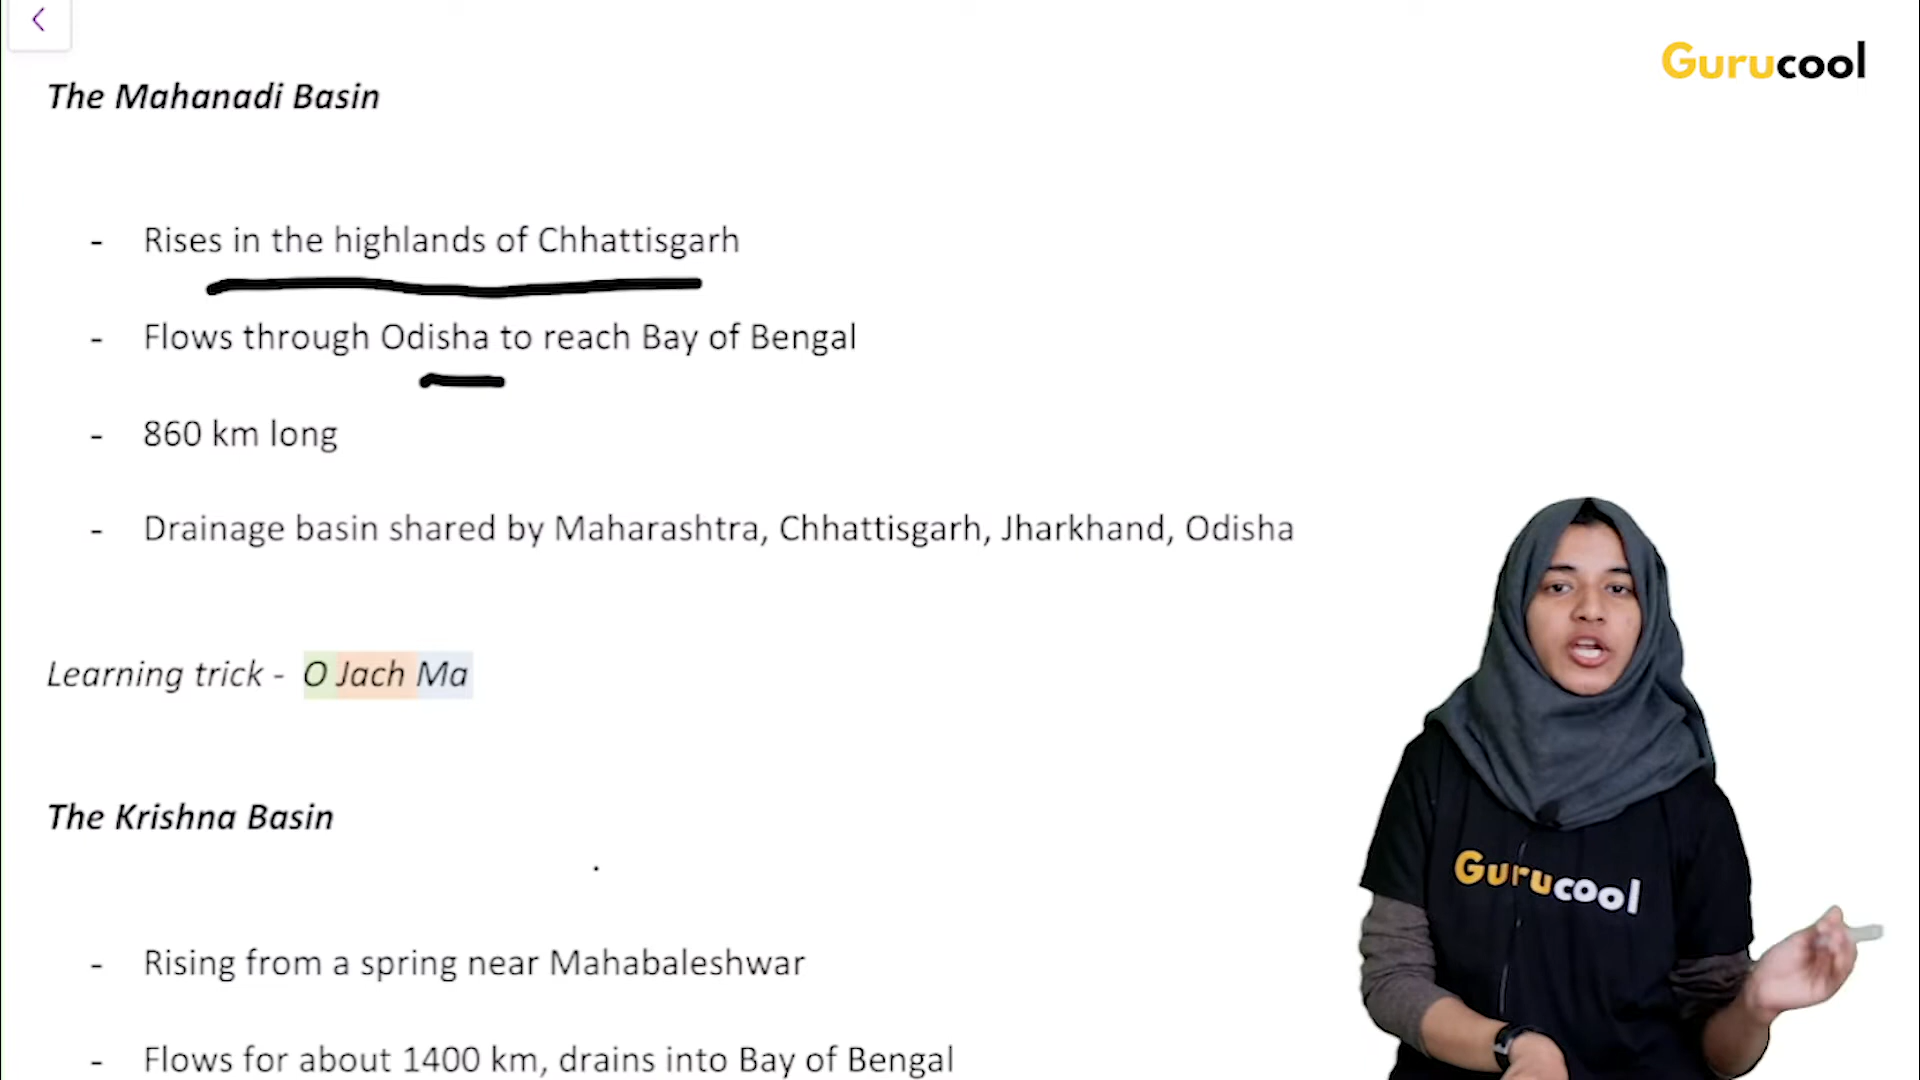 Gurucool
The Mahanadi Basin
- Rises in the highlands of Chhattisgarh
- Flows through Odisha to reach Bay of Bengal
- 860 km long
- Drainage basin shared by Maharashtra, Chhattisgarh, Jharkhand, Odisha
Learning trick - O Jach Ma
The Krishna Basin
- Rising from a spring near Mahabaleshwar
- Flows for about 1400 km, drains into Bay of Bengal
Gurucool